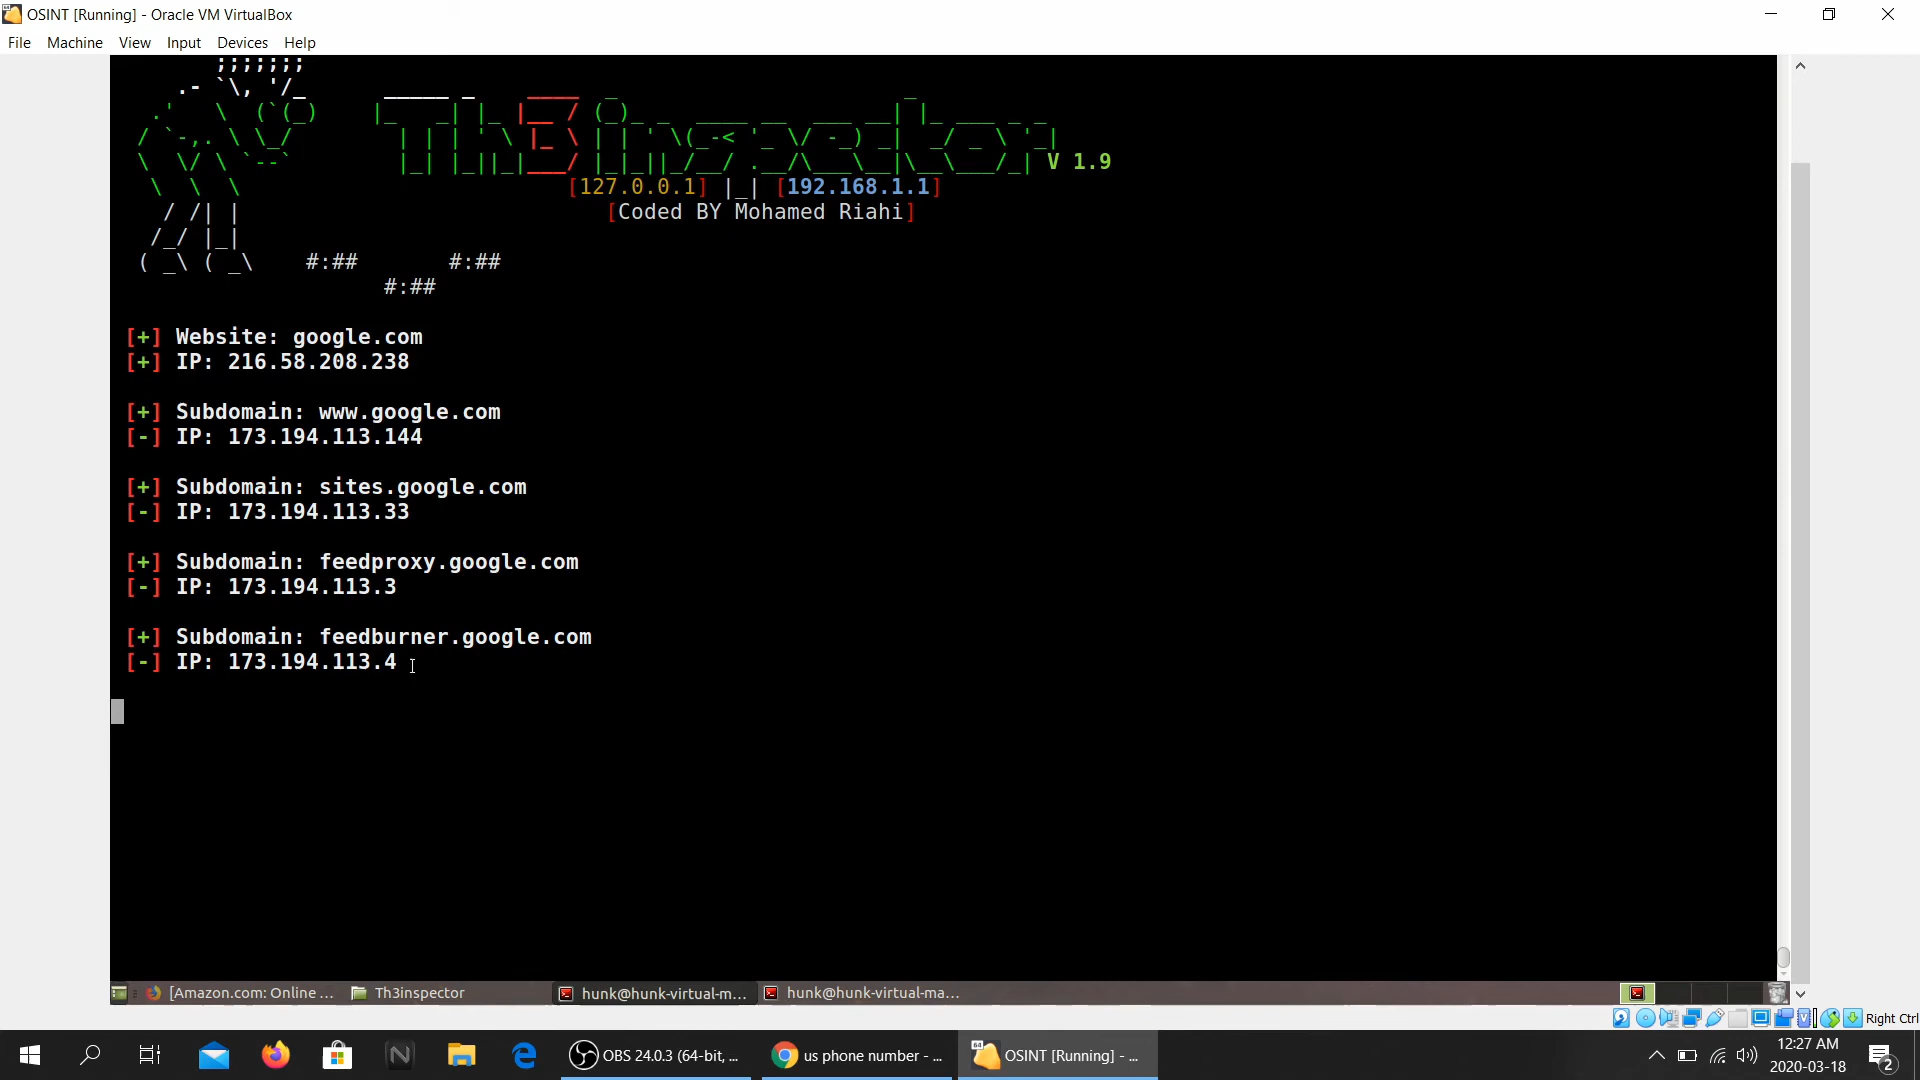 OSINT [Running] - Oracle VM VirtualBox
File Machine View Input Devices Help
Th3inspector V 1.9
[127.0.0.1] |_| [192.168.1.1]
[Coded BY Mohamed Riahi]
#:## #:##
#:##
[+] Website: google.com
[+] IP: 216.58.208.238
[+] Subdomain: www.google.com
[-] IP: 173.194.113.144
[+] Subdomain: sites.google.com
[-] IP: 173.194.113.33
[+] Subdomain: feedproxy.google.com
[-] IP: 173.194.113.3
[+] Subdomain: feedburner.google.com
[-] IP: 173.194.113.4
[Amazon.com: Online ... Th3inspector hunk@hunk-virtual-m... hunk@hunk-virtual-ma...
Right Ctrl
OBS 24.0.3 (64-bit, ... us phone number - ... OSINT [Running] - ... 12:27 AM
2020-03-18 2